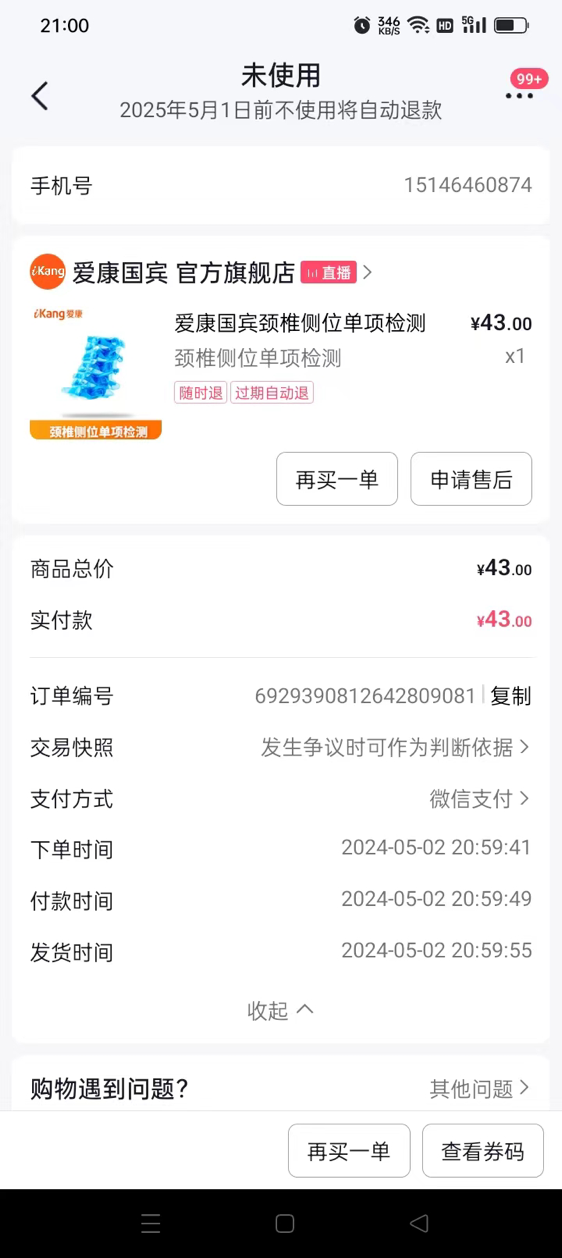 21:00 346 KB/S HD 5G
未使用
99+
2025年5月1日前不使用将自动退款
手机号 15146460874
iKang 爱康国宾 官方旗舰店 直播
iKang爱康
爱康国宾颈椎侧位单项检测 ¥43.00
颈椎侧位单项检测 x1
随时退 过期自动退
颈椎侧位单项检测
再买一单 申请售后
商品总价 ¥43.00
实付款 ¥43.00
订单编号 6929390812642809081 复制
交易快照 发生争议时可作为判断依据
支付方式 微信支付
下单时间 2024-05-02 20:59:41
付款时间 2024-05-02 20:59:49
发货时间 2024-05-02 20:59:55
收起
购物遇到问题? 其他问题
再买一单 查看券码